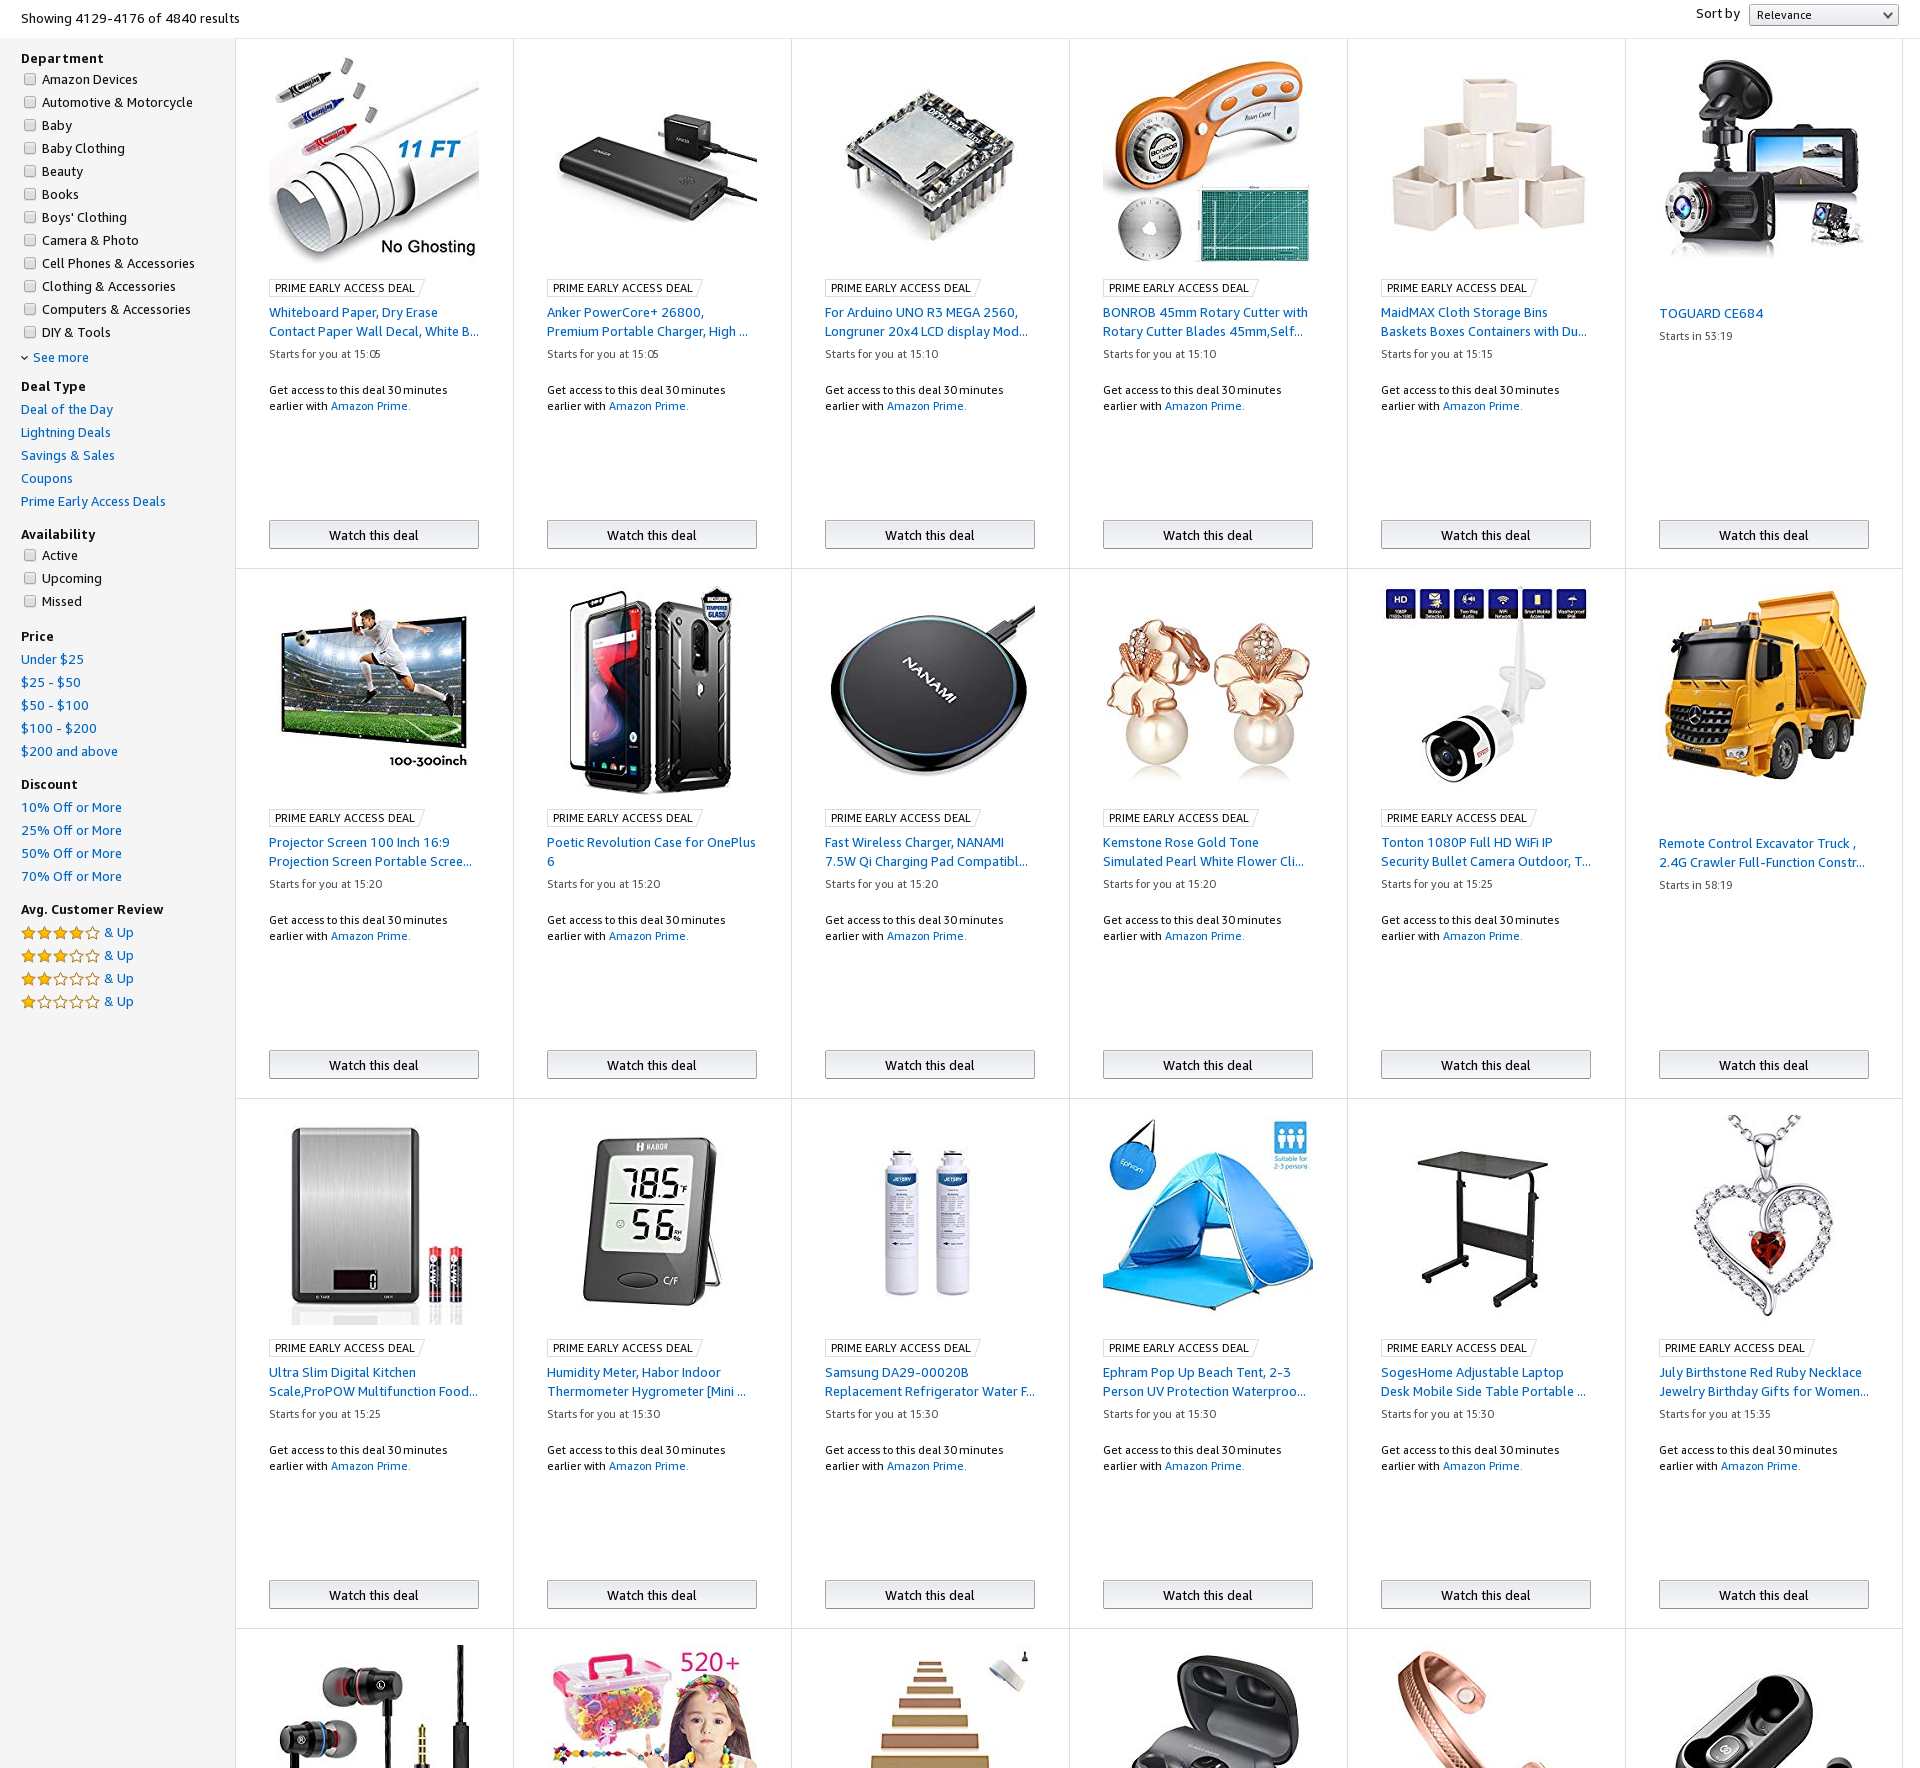 Showing 4129-4176 of 4840 results
Sort by
Relevance
Department
Amazon Devices
Automotive & Motorcycle
Baby
Baby Clothing
Beauty
Books
Boys' Clothing
Camera & Photo
Cell Phones & Accessories
Clothing & Accessories
Computers & Accessories
DIY & Tools
See more
Deal Type
Deal of the Day
Lightning Deals
Savings & Sales
Coupons
Prime Early Access Deals
Availability
Active
Upcoming
Missed
Price
Under $25
$25 - $50
$50 - $100
$100 - $200
$200 and above
Discount
10% Off or More
25% Off or More
50% Off or More
70% Off or More
Avg. Customer Review
& Up
& Up
& Up
& Up
11 FT
No Ghosting
PRIME EARLY ACCESS DEAL
Whiteboard Paper, Dry Erase
Contact Paper Wall Decal, White B...
Starts for you at 15:05
Get access to this deal 30 minutes
earlier with Amazon Prime.
Watch this deal
ANKER
PRIME EARLY ACCESS DEAL
Anker PowerCore+ 26800,
Premium Portable Charger, High ...
Starts for you at 15:05
Get access to this deal 30 minutes
earlier with Amazon Prime.
Watch this deal
PRIME EARLY ACCESS DEAL
For Arduino UNO R3 MEGA 2560,
Longruner 20x4 LCD display Mod...
Starts for you at 15:10
Get access to this deal 30 minutes
earlier with Amazon Prime.
Watch this deal
Rotary Cutter
BONROB
PRIME EARLY ACCESS DEAL
BONROB 45mm Rotary Cutter with
Rotary Cutter Blades 45mm,Self...
Starts for you at 15:10
Get access to this deal 30 minutes
earlier with Amazon Prime.
Watch this deal
PRIME EARLY ACCESS DEAL
MaidMAX Cloth Storage Bins
Baskets Boxes Containers with Du...
Starts for you at 15:15
Get access to this deal 30 minutes
earlier with Amazon Prime.
Watch this deal
TOGUARD CE684
Starts in 53:19
Watch this deal
100-300inch
PRIME EARLY ACCESS DEAL
Projector Screen 100 Inch 16:9
Projection Screen Portable Scree...
Starts for you at 15:20
Get access to this deal 30 minutes
earlier with Amazon Prime.
Watch this deal
INCLUDED
TEMPERED
GLASS
PRIME EARLY ACCESS DEAL
Poetic Revolution Case for OnePlus
6
Starts for you at 15:20
Get access to this deal 30 minutes
earlier with Amazon Prime.
Watch this deal
NANAMI
PRIME EARLY ACCESS DEAL
Fast Wireless Charger, NANAMI
7.5W Qi Charging Pad Compatibl...
Starts for you at 15:20
Get access to this deal 30 minutes
earlier with Amazon Prime.
Watch this deal
PRIME EARLY ACCESS DEAL
Kemstone Rose Gold Tone
Simulated Pearl White Flower Cli...
Starts for you at 15:20
Get access to this deal 30 minutes
earlier with Amazon Prime.
Watch this deal
HD
PRIME EARLY ACCESS DEAL
Tonton 1080P Full HD WiFi IP
Security Bullet Camera Outdoor, T...
Starts for you at 15:25
Get access to this deal 30 minutes
earlier with Amazon Prime.
Watch this deal
Remote Control Excavator Truck ,
2.4G Crawler Full-Function Constr...
Starts in 58:19
Watch this deal
PRIME EARLY ACCESS DEAL
Ultra Slim Digital Kitchen
Scale,ProPOW Multifunction Food...
Starts for you at 15:25
Get access to this deal 30 minutes
earlier with Amazon Prime.
Watch this deal
HABOR
78.5 °F
56
C/F
PRIME EARLY ACCESS DEAL
Humidity Meter, Habor Indoor
Thermometer Hygrometer [Mini ...
Starts for you at 15:30
Get access to this deal 30 minutes
earlier with Amazon Prime.
Watch this deal
PRIME EARLY ACCESS DEAL
Samsung DA29-00020B
Replacement Refrigerator Water F...
Starts for you at 15:30
Get access to this deal 30 minutes
earlier with Amazon Prime.
Watch this deal
Ephram
Suitable for
2-3 persons
PRIME EARLY ACCESS DEAL
Ephram Pop Up Beach Tent, 2-3
Person UV Protection Waterproo...
Starts for you at 15:30
Get access to this deal 30 minutes
earlier with Amazon Prime.
Watch this deal
PRIME EARLY ACCESS DEAL
SogesHome Adjustable Laptop
Desk Mobile Side Table Portable ...
Starts for you at 15:30
Get access to this deal 30 minutes
earlier with Amazon Prime.
Watch this deal
PRIME EARLY ACCESS DEAL
July Birthstone Red Ruby Necklace
Jewelry Birthday Gifts for Women...
Starts for you at 15:35
Get access to this deal 30 minutes
earlier with Amazon Prime.
Watch this deal
520+